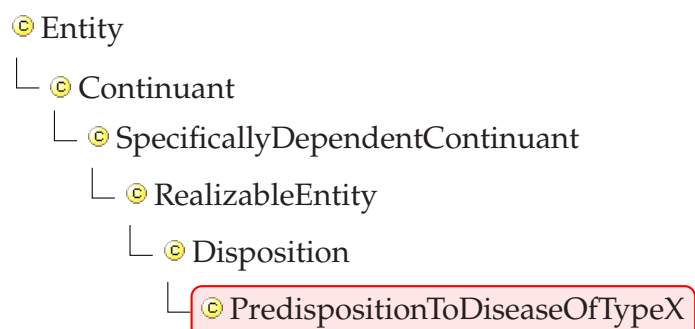 Entity
Continuant
SpecificallyDependentContinuant
RealizableEntity
Disposition
PredispositionToDiseaseOfTypeX